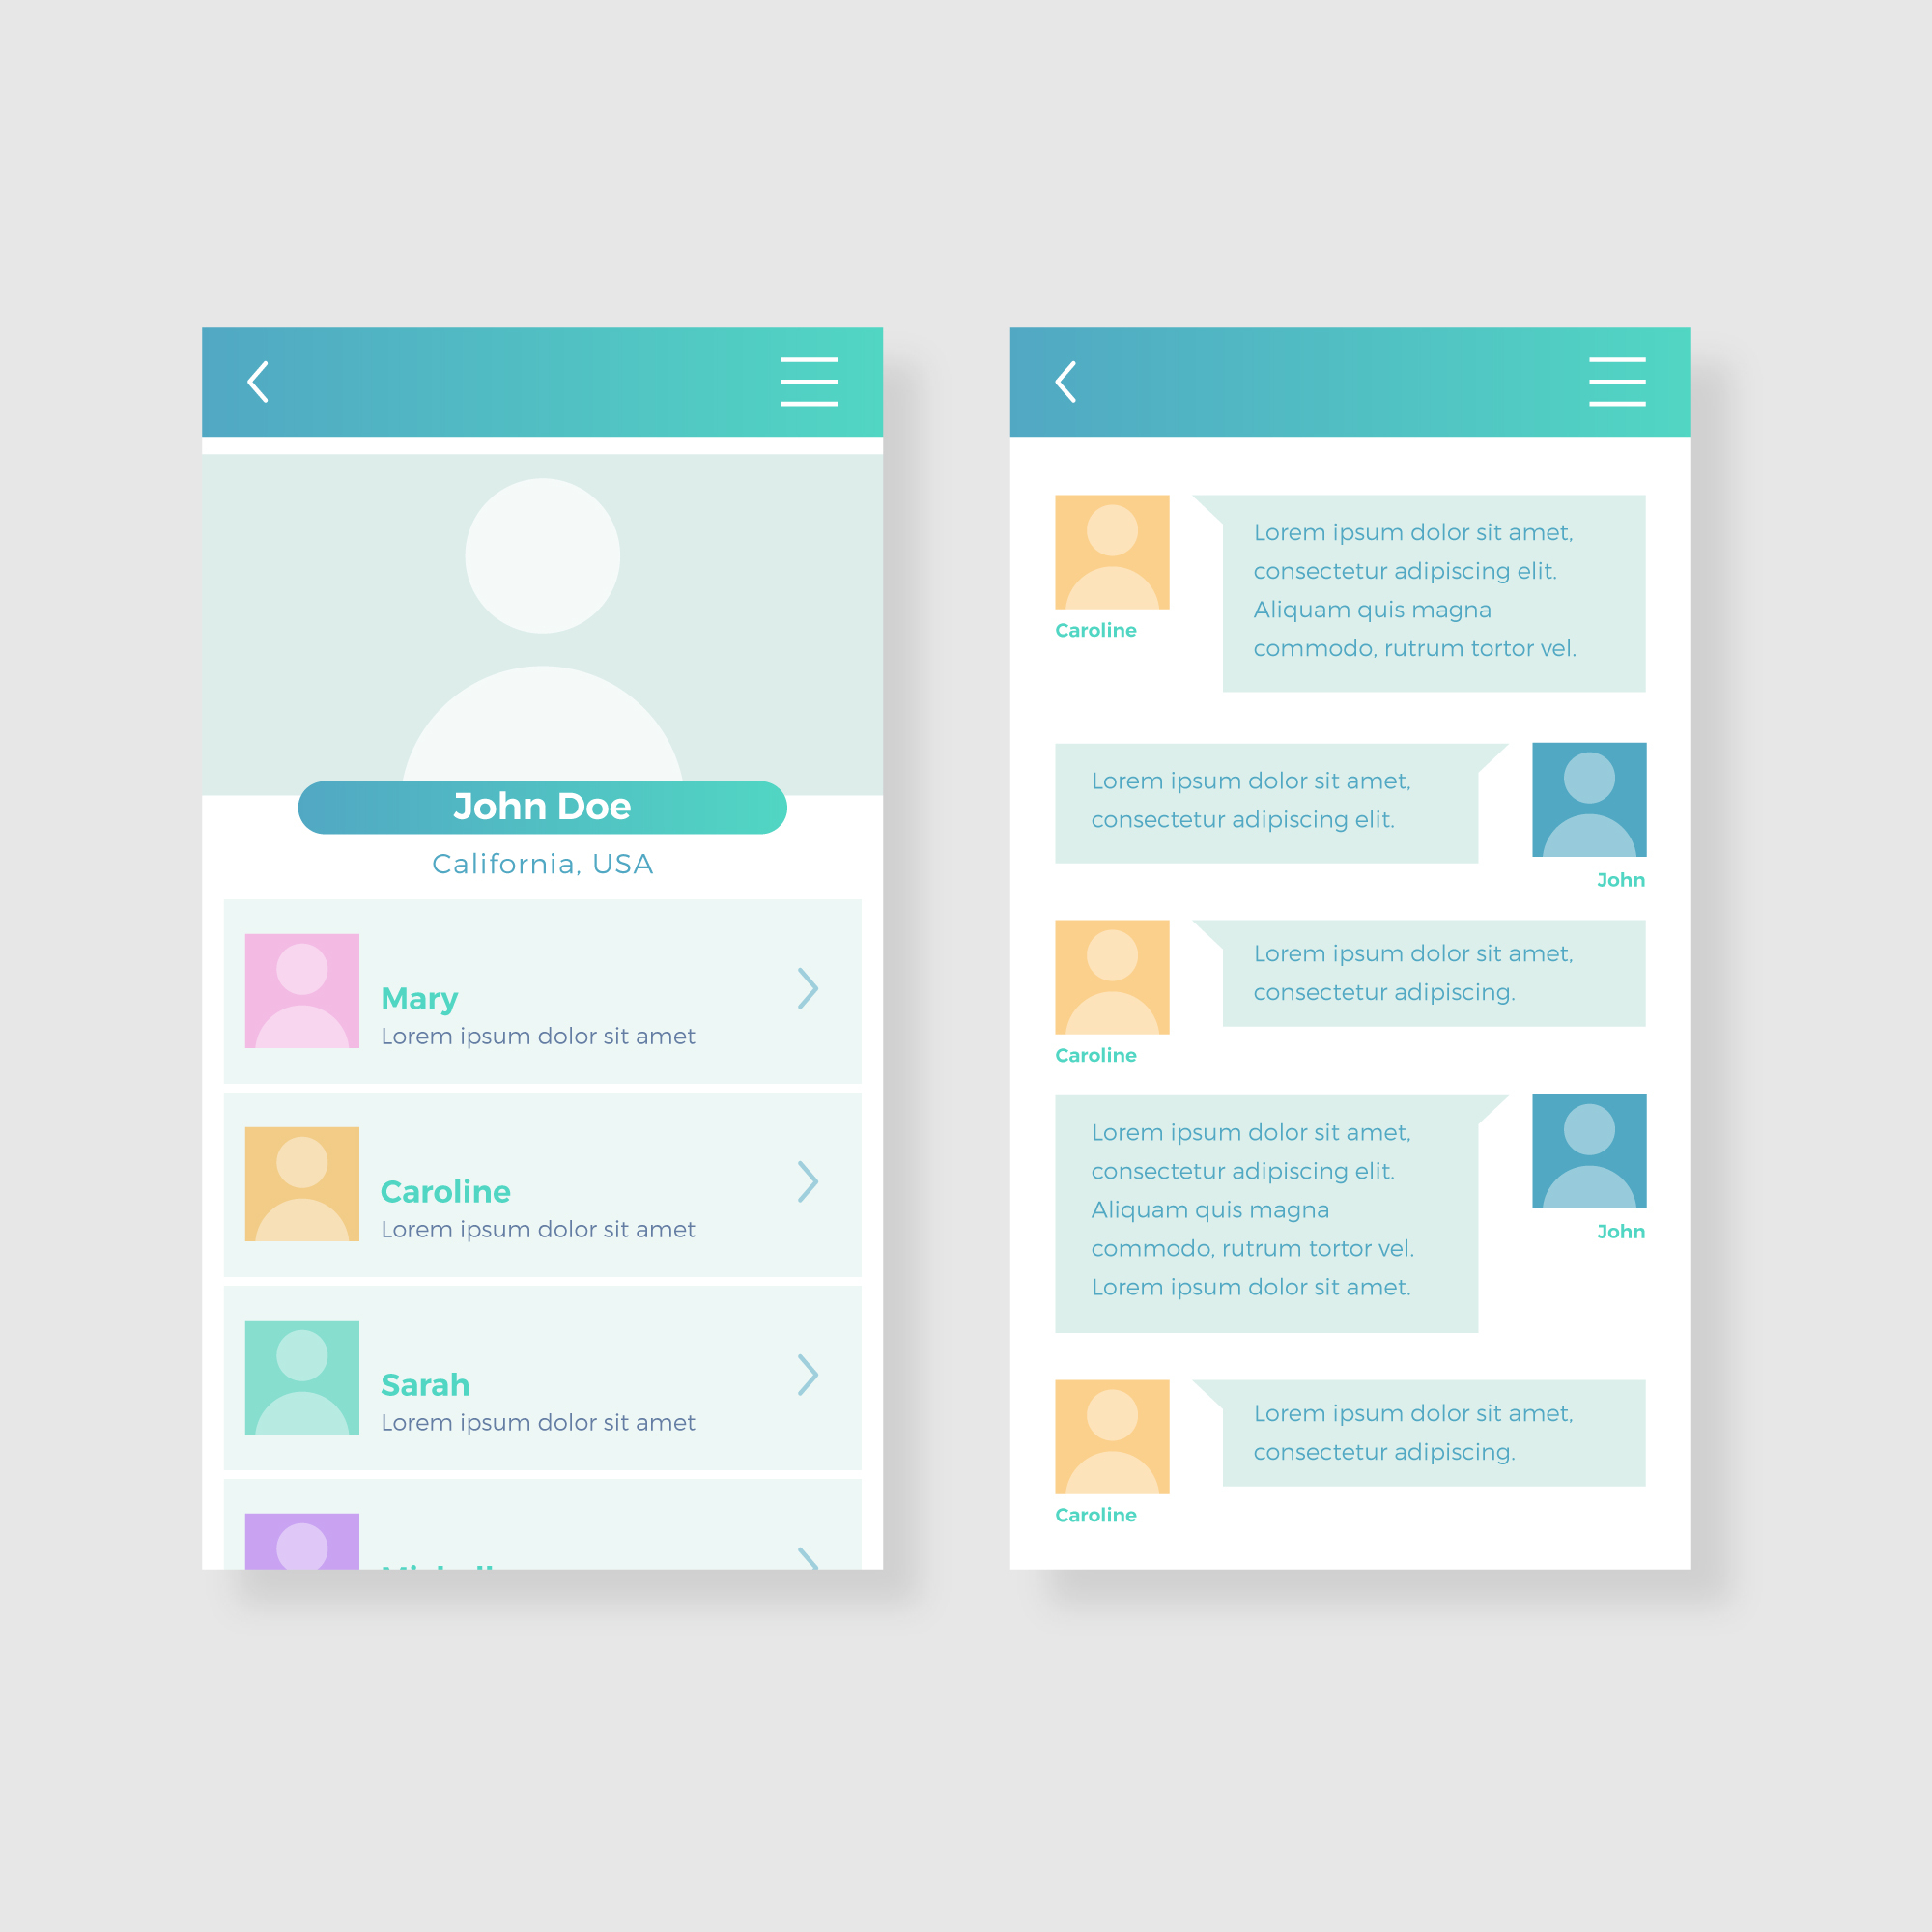 John Doe
California, USA
Mary
Lorem ipsum dolor sit amet
Caroline
Lorem ipsum dolor sit amet
Sarah
Lorem ipsum dolor sit amet
Lorem ipsum dolor sit amet,
consectetur adipiscing elit.
Aliquam quis magna
commodo, rutrum tortor vel.
Caroline
Lorem ipsum dolor sit amet,
consectetur adipiscing elit.
John
Lorem ipsum dolor sit amet,
consectetur adipiscing.
Caroline
Lorem ipsum dolor sit amet,
consectetur adipiscing elit.
Aliquam quis magna
commodo, rutrum tortor vel.
Lorem ipsum dolor sit amet.
John
Lorem ipsum dolor sit amet,
consectetur adipiscing.
Caroline